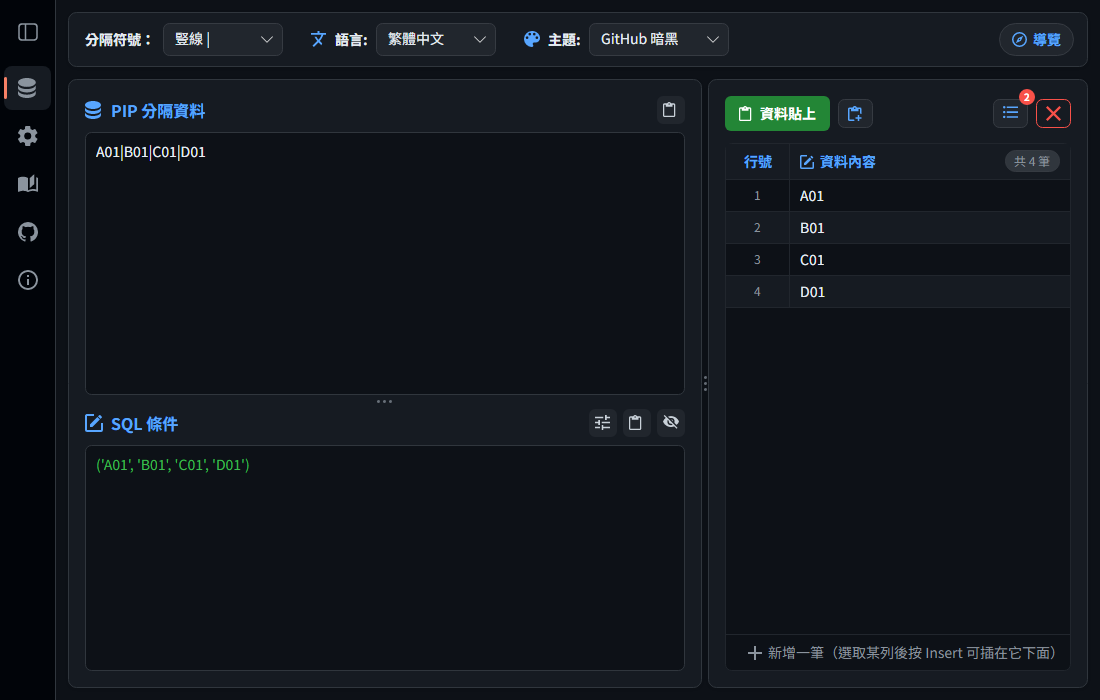 分隔符號： 豎線 | 語言: 繁體中文 主題: GitHub 暗黑 導覽
PIP 分隔資料
A01|B01|C01|D01
SQL 條件
('A01', 'B01', 'C01', 'D01')
資料貼上 2
行號 資料內容 共 4 筆
1 A01
2 B01
3 C01
4 D01
新增一筆（選取某列後按 Insert 可插在它下面）